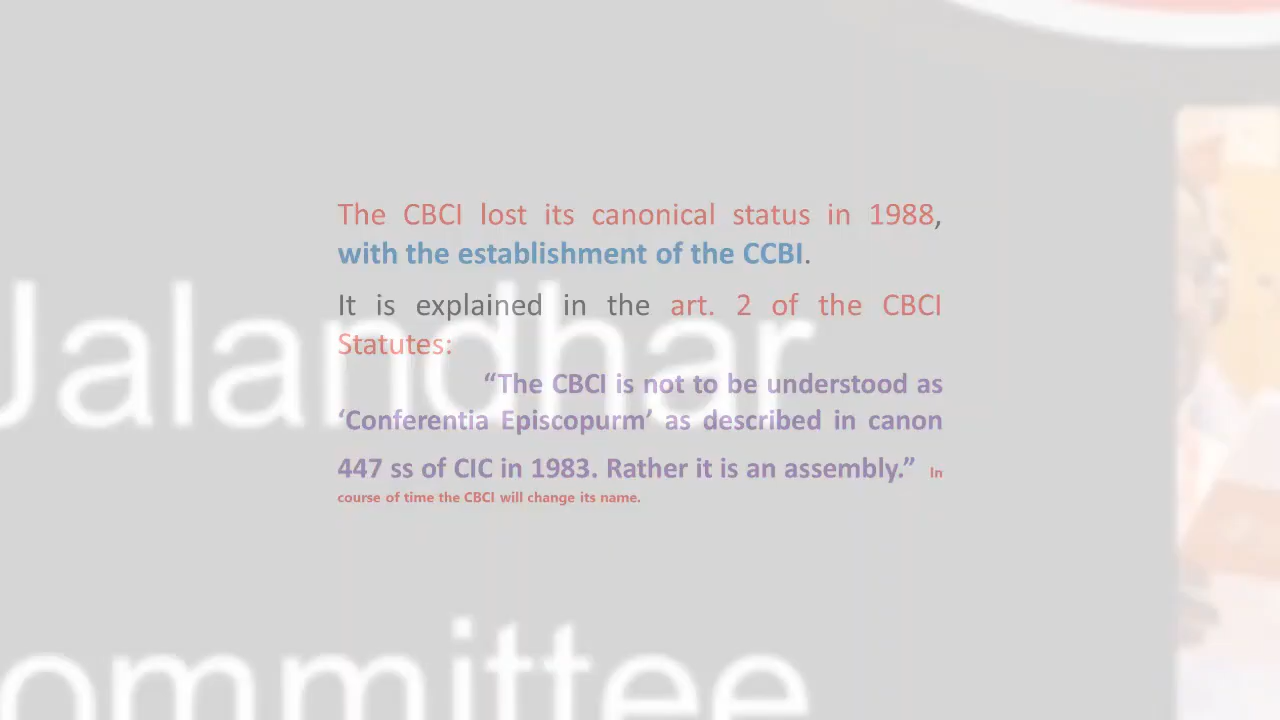 The CBCI lost its canonical status in 1988,
with the establishment of the CCBI.
It is explained in the art. 2 of the CBCI
Statutes:
Jalandhar
“The CBCI is not to be understood as
‘Conferentia Episcopurm’ as described in canon
447 ss of CIC in 1983. Rather it is an assembly.” In
course of time the CBCI will change its name.
ommittee